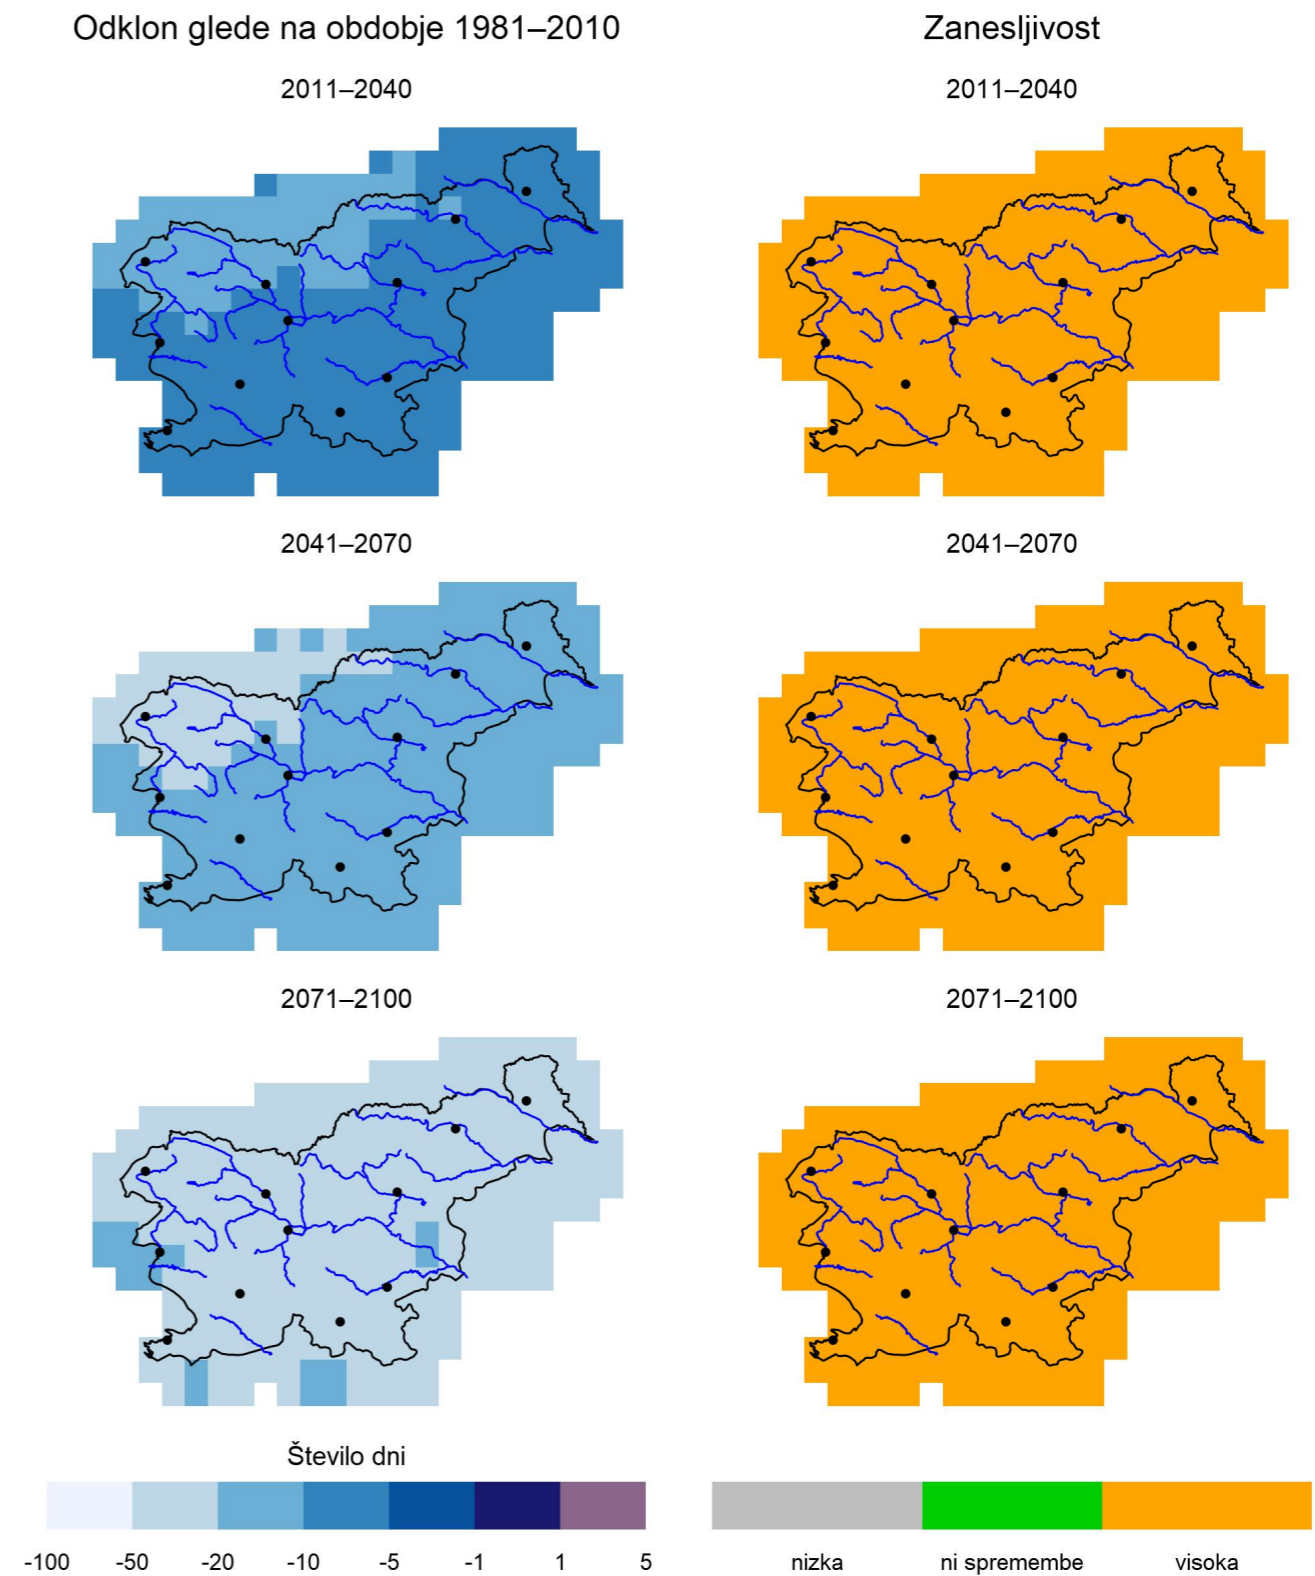 Odklon glede na obdobje 1981–2010
Zanesljivost
2011–2040
2011–2040
2041–2070
2041–2070
2071–2100
2071–2100
Število dni
-100 -50 -20 -10 -5 -1 1 5
nizka ni spremembe visoka